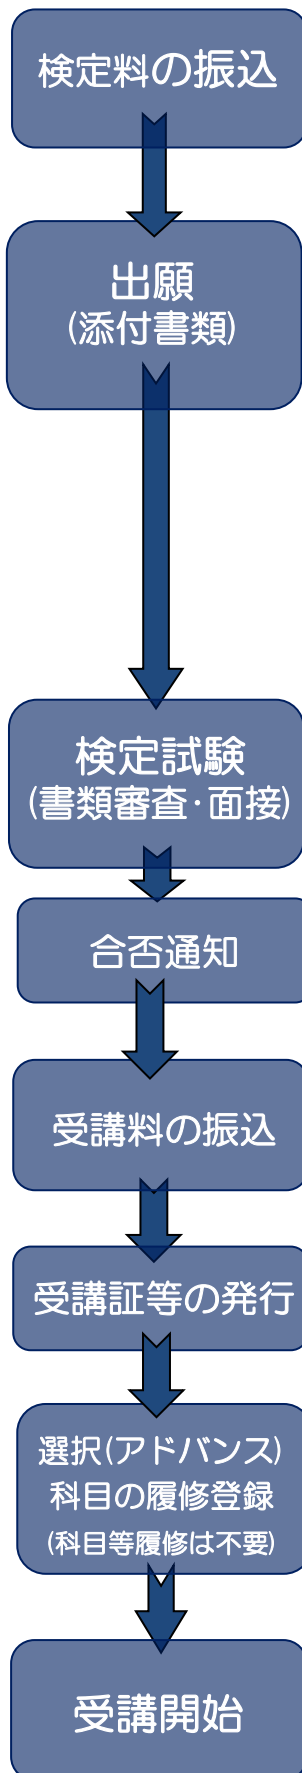 検定料の振込
出願
(添付書類)
検定試験
(書類審査・面接)
合否通知
受講料の振込
受講証等の発行
選択(アドバンス)
科目の履修登録
(科目等履修は不要)
受講開始